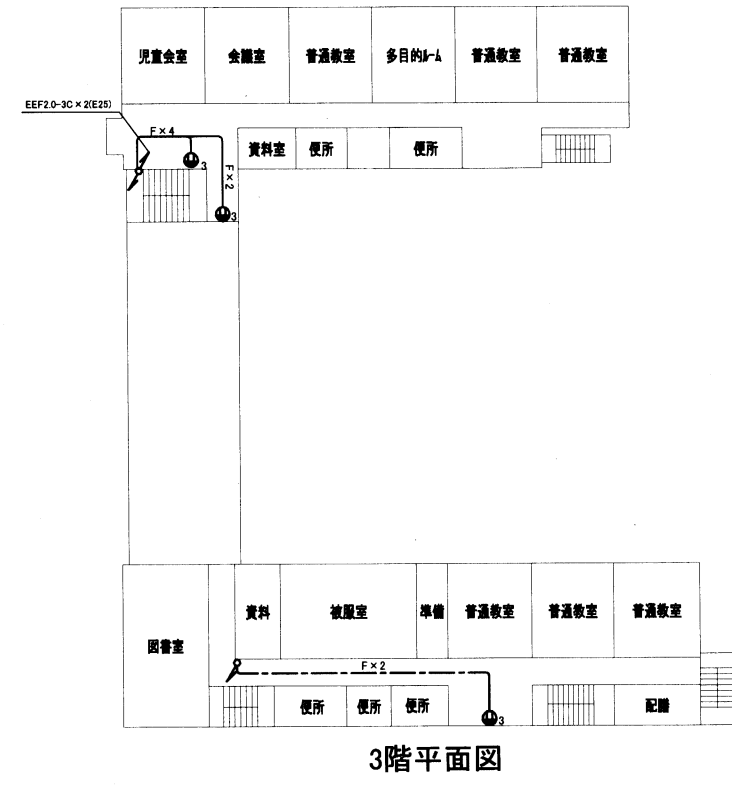 児童会室 会議室 普通教室 多目的ルーム 普通教室 普通教室
EEF2.0-3C×2(E25)
F×4
3
資料室 便所 便所
F×2
3
図書室 資料 被服室 準備 普通教室 普通教室 普通教室
F×2
便所 便所 便所 3 配膳
3階平面図